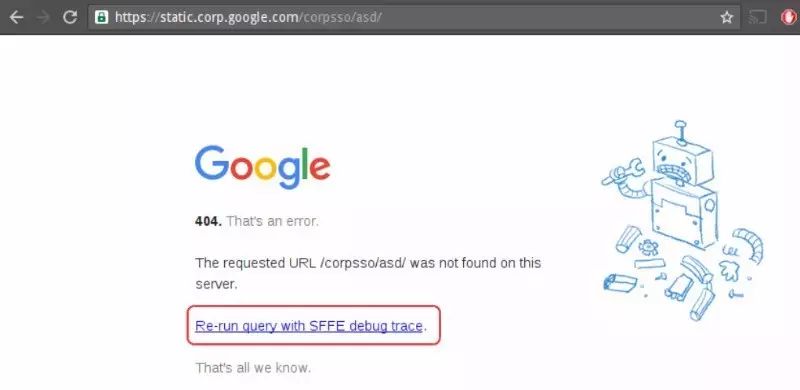 https://static.corp.google.com/corpsso/asd/
Google
404. That's an error.
The requested URL /corpsso/asd/ was not found on this
server.
Re-run query with SFFE debug trace.
That's all we know.